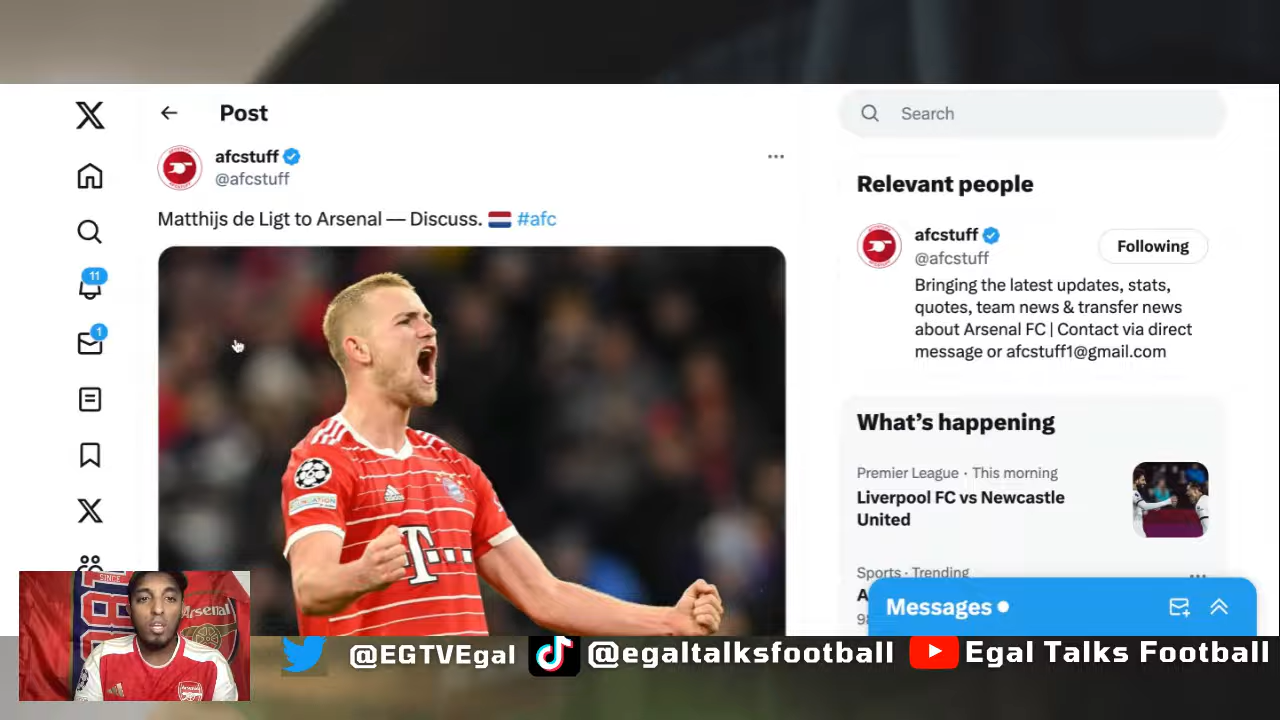 Post
afcstuff
@afcstuff
Matthijs de Ligt to Arsenal — Discuss. 🇳🇱 #afc
11
1
T
Search
Relevant people
afcstuff
@afcstuff
Following
Bringing the latest updates, stats,
quotes, team news & transfer news
about Arsenal FC | Contact via direct
message or afcstuff1@gmail.com
What's happening
Premier League · This morning
Liverpool FC vs Newcastle
United
Sports · Trending
Messages
SINCE
Arsenal
@EGTVEgal
@egaltalksfootball
Egal Talks Football